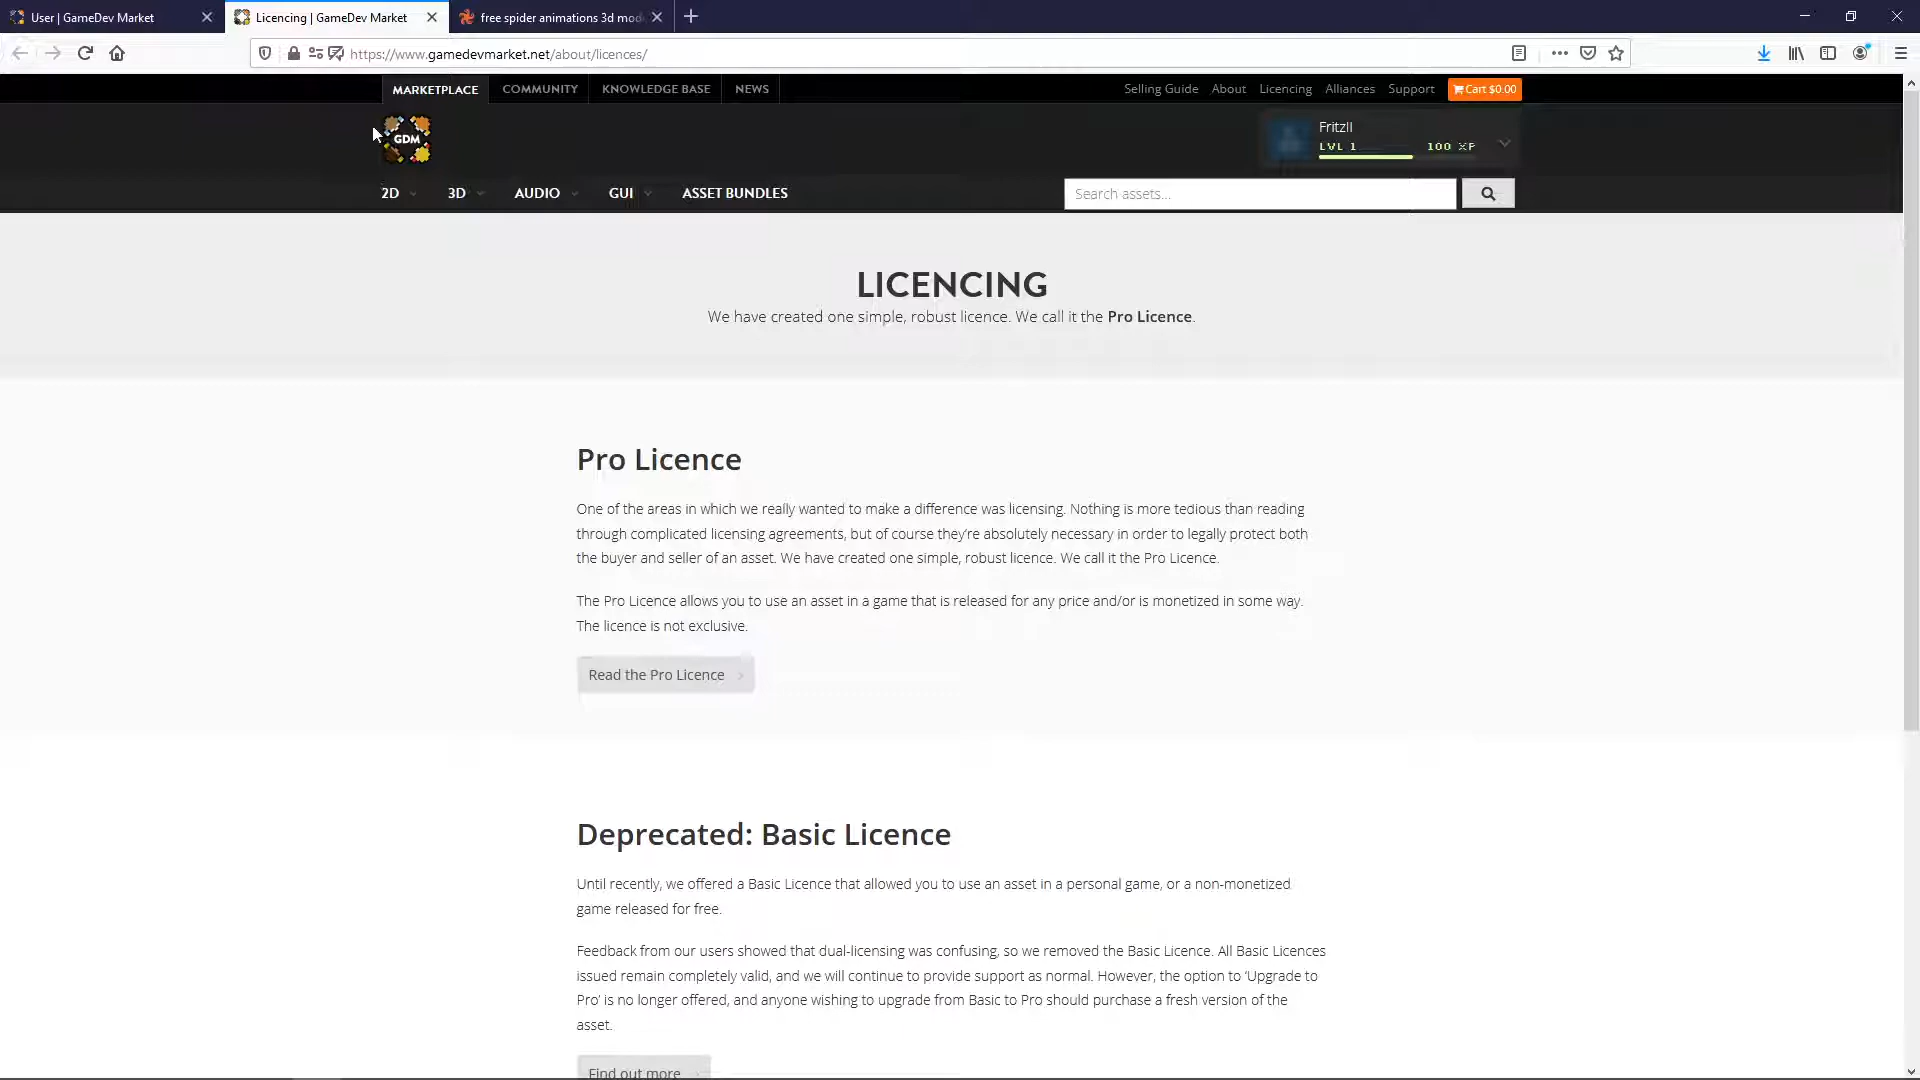 User | GameDev Market
Licencing | GameDev Market
free spider animations 3d mod
https://www.gamedevmarket.net/about/licences/
MARKETPLACE COMMUNITY KNOWLEDGE BASE NEWS
Selling Guide About Licencing Alliances Support Cart $0.00
GDM
Fritzll
LVL 1 100 XP
2D 3D AUDIO GUI ASSET BUNDLES
Search assets...
LICENCING
We have created one simple, robust licence. We call it the Pro Licence.
Pro Licence
One of the areas in which we really wanted to make a difference was licensing. Nothing is more tedious than reading
through complicated licensing agreements, but of course they're absolutely necessary in order to legally protect both
the buyer and seller of an asset. We have created one simple, robust licence. We call it the Pro Licence.
The Pro Licence allows you to use an asset in a game that is released for any price and/or is monetized in some way.
The licence is not exclusive.
Read the Pro Licence
Deprecated: Basic Licence
Until recently, we offered a Basic Licence that allowed you to use an asset in a personal game, or a non-monetized
game released for free.
Feedback from our users showed that dual-licensing was confusing, so we removed the Basic Licence. All Basic Licences
issued remain completely valid, and we will continue to provide support as normal. However, the option to ‘Upgrade to
Pro’ is no longer offered, and anyone wishing to upgrade from Basic to Pro should purchase a fresh version of the
asset.
Find out more